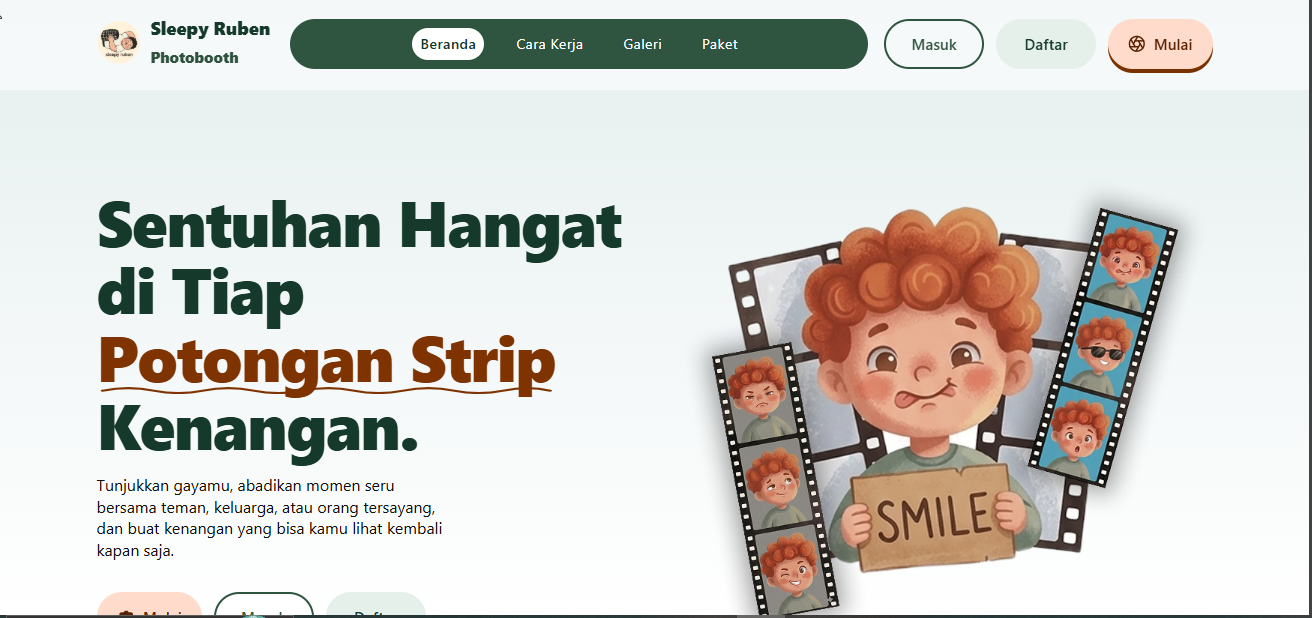 Sleepy Ruben
Photobooth
Beranda
Cara Kerja
Galeri
Paket
Masuk
Daftar
Mulai
Sentuhan Hangat
di Tiap
Potongan Strip
Kenangan.
Tunjukkan gayamu, abadikan momen seru
bersama teman, keluarga, atau orang tersayang,
dan buat kenangan yang bisa kamu lihat kembali
kapan saja.
SMILE